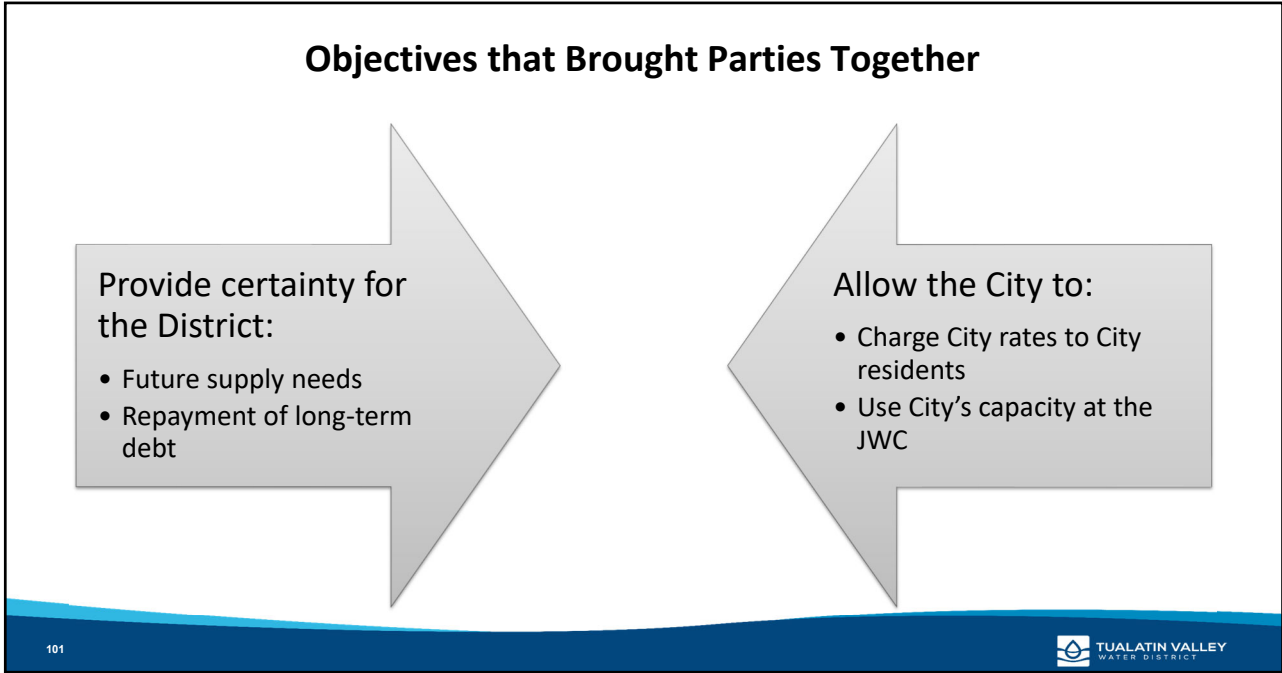 Objectives that Brought Parties Together
Provide certainty for
the District:
• Future supply needs
• Repayment of long-term
debt
Allow the City to:
• Charge City rates to City
residents
• Use City’s capacity at the
JWC
101
TUALATIN VALLEY
WATER DISTRICT